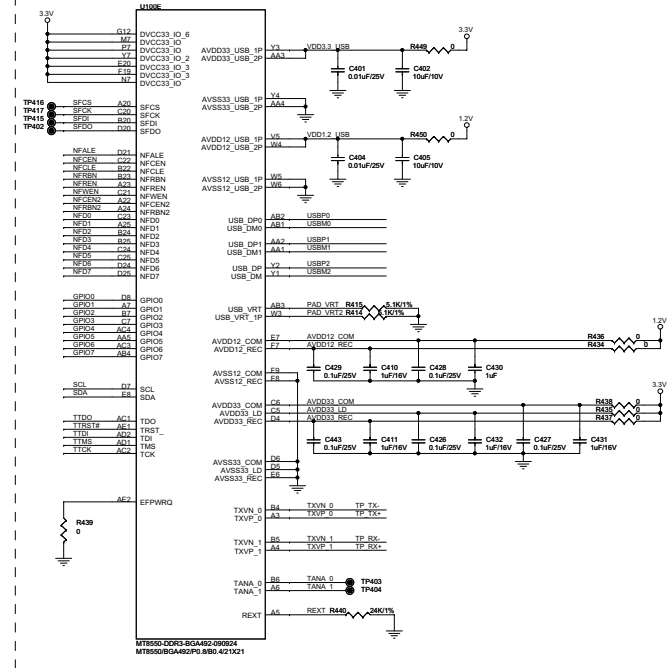 U100E
3.3V
G12 DVCC33_IO_6
M7 DVCC33_IO
P7 DVCC33_IO
Y7 DVCC33_IO_2
E20 DVCC33_IO_3
F19 DVCC33_IO_3
N7 DVCC33_IO
TP416 SFCS A20 SFCS
TP417 SFCK C20 SFCK
TP415 SFDI B20 SFDI
TP402 SFDO D20 SFDO
NFALE D21 NFALE
NFCEN C22 NFCEN
NFCLE B22 NFCLE
NFRBN B23 NFRBN
NFREN A23 NFREN
NFWEN C21 NFWEN
NFCEN2 A22 NFCEN2
NFRBN2 A24 NFRBN2
NFD0 C23 NFD0
NFD1 A25 NFD1
NFD2 B24 NFD2
NFD3 B25 NFD3
NFD4 C24 NFD4
NFD5 C25 NFD5
NFD6 D24 NFD6
NFD7 D25 NFD7
GPIO0 D8 GPIO0
GPIO1 A7 GPIO1
GPIO2 B7 GPIO2
GPIO3 C7 GPIO3
GPIO4 AC4 GPIO4
GPIO5 AA5 GPIO5
GPIO6 AC3 GPIO6
GPIO7 AB4 GPIO7
SCL D7 SCL
SDA E8 SDA
TTDO AC1 TDO
TTRST# AE1 TRST_
TTDI AD2 TDI
TTMS AD1 TMS
TTCK AC2 TCK
AE2 EFPWRQ
R439
0
AVDD33_USB_1P Y3 VDD3.3_USB R449 0 3.3V
AVDD33_USB_2P AA3
C401
0.01uF/25V
C402
10uF/10V
AVSS33_USB_1P Y4
AVSS33_USB_2P AA4
AVDD12_USB_1P V5 VDD1.2_USB R450 0 1.2V
AVDD12_USB_2P W4
C404
0.01uF/25V
C405
10uF/10V
AVSS12_USB_1P W5
AVSS12_USB_2P W6
USB_DP0 AB2 USBP0
USB_DM0 AB1 USBM0
USB_DP1 AA2 USBP1
USB_DM1 AA1 USBM1
USB_DP Y2 USBP2
USB_DM Y1 USBM2
USB_VRT AB3 PAD_VRT R415 5.1K/1%
USB_VRT_1P W3 PAD_VRT2 R414 5.1K/1%
AVDD12_COM E7 AVDD12_COM R436 0 1.2V
AVDD12_REC F7 AVDD12_REC R434 0
C429
0.1uF/25V
C410
1uF/16V
C428
0.1uF/25V
C430
1uF
AVSS12_COM E9
AVSS12_REC F8
AVDD33_COM C6 AVDD33_COM R438 0 3.3V
AVDD33_LD C5 AVDD33_LD R435 0
AVDD33_REC D4 AVDD33_REC R437 0
C443
0.1uF/25V
C411
1uF/16V
C426
0.1uF/25V
C432
1uF/16V
C427
0.1uF/25V
C431
1uF/16V
AVSS33_COM D6
AVSS33_LD D5
AVSS33_REC E6
TXVN_0 B4 TXVN_0 TP_TX-
TXVP_0 A3 TXVP_0 TP_TX+
TXVN_1 B5 TXVN_1 TP_RX-
TXVP_1 A4 TXVP_1 TP_RX+
TANA_0 B6 TANA_0 TP403
TANA_1 A6 TANA_1 TP404
REXT A5 REXT R440 24K/1%
MT8550-DDR3-BGA492-090924
MT8550/BGA492/P0.8/B0.4/21X21